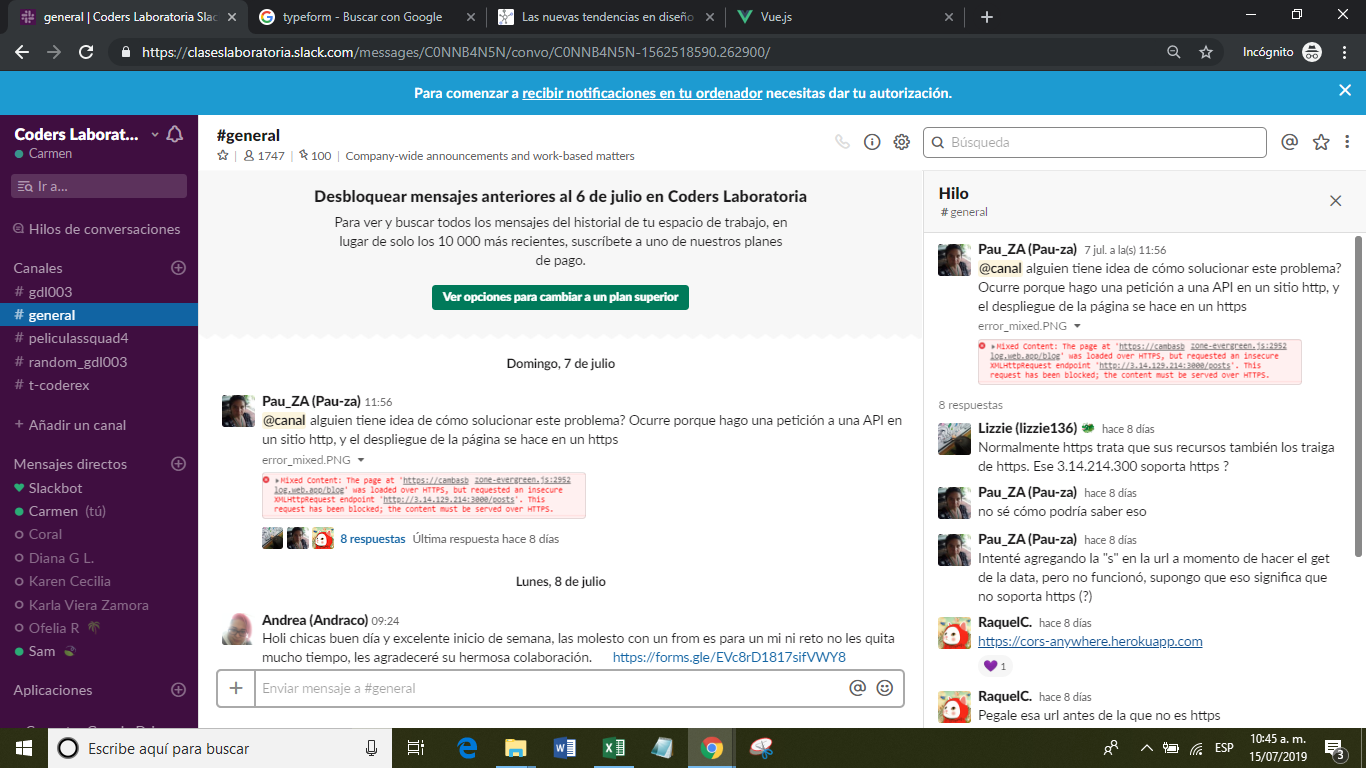 general | Coders Laboratoria Slac
typeform - Buscar con Google
Las nuevas tendencias en diseño
Vue.js
https://claseslaboratoria.slack.com/messages/C0NNB4N5N/convo/C0NNB4N5N-1562518590.262900/
Incógnito
Para comenzar a recibir notificaciones en tu ordenador necesitas dar tu autorización.
Coders Laborat...
Carmen
Ir a...
Hilos de conversaciones
Canales
# gdl003
# general
# peliculassquad4
# random_gdl003
# t-coderex
+ Añadir un canal
Mensajes directos
Slackbot
Carmen (tú)
Coral
Diana G L.
Karen Cecilia
Karla Viera Zamora
Ofelia R
Sam
Aplicaciones
#general
1747 | 100 | Company-wide announcements and work-based matters
Búsqueda
Desbloquear mensajes anteriores al 6 de julio en Coders Laboratoria
Para ver y buscar todos los mensajes del historial de tu espacio de trabajo, en
lugar de solo los 10 000 más recientes, suscríbete a uno de nuestros planes
de pago.
Ver opciones para cambiar a un plan superior
Domingo, 7 de julio
Pau_ZA (Pau-za) 11:56
@canal alguien tiene idea de cómo solucionar este problema? Ocurre porque hago una petición a una API en
un sitio http, y el despliegue de la página se hace en un https
error_mixed.PNG
Mixed Content: The page at 'https://cambasb zone-evergreen.js:2952
log.web.app/blog' was loaded over HTTPS, but requested an insecure
XMLHttpRequest endpoint 'http://3.14.129.214:3000/posts'. This
request has been blocked; the content must be served over HTTPS.
8 respuestas Última respuesta hace 8 días
Lunes, 8 de julio
Andrea (Andraco) 09:24
Holi chicas buen día y excelente inicio de semana, las molesto con un from es para un mi ni reto no les quita
mucho tiempo, les agradeceré su hermosa colaboración. https://forms.gle/EVc8rD1817sifVWY8
Enviar mensaje a #general
Hilo
# general
Pau_ZA (Pau-za) 7 jul. a la(s) 11:56
@canal alguien tiene idea de cómo solucionar este problema?
Ocurre porque hago una petición a una API en un sitio http, y
el despliegue de la página se hace en un https
error_mixed.PNG
Mixed Content: The page at 'https://cambasb zone-evergreen.js:2952
log.web.app/blog' was loaded over HTTPS, but requested an insecure
XMLHttpRequest endpoint 'http://3.14.129.214:3000/posts'. This
request has been blocked; the content must be served over HTTPS.
8 respuestas
Lizzie (lizzie136) hace 8 días
Normalmente https trata que sus recursos también los traiga
de https. Ese 3.14.214.300 soporta https ?
Pau_ZA (Pau-za) hace 8 días
no sé cómo podría saber eso
Pau_ZA (Pau-za) hace 8 días
Intenté agregando la "s" en la url a momento de hacer el get
de la data, pero no funcionó, supongo que eso significa que
no soporta https (?)
RaquelC. hace 8 días
https://cors-anywhere.herokuapp.com
1
RaquelC. hace 8 días
Pegale esa url antes de la que no es https
Escribe aquí para buscar
ESP
10:45 a. m.
15/07/2019
3